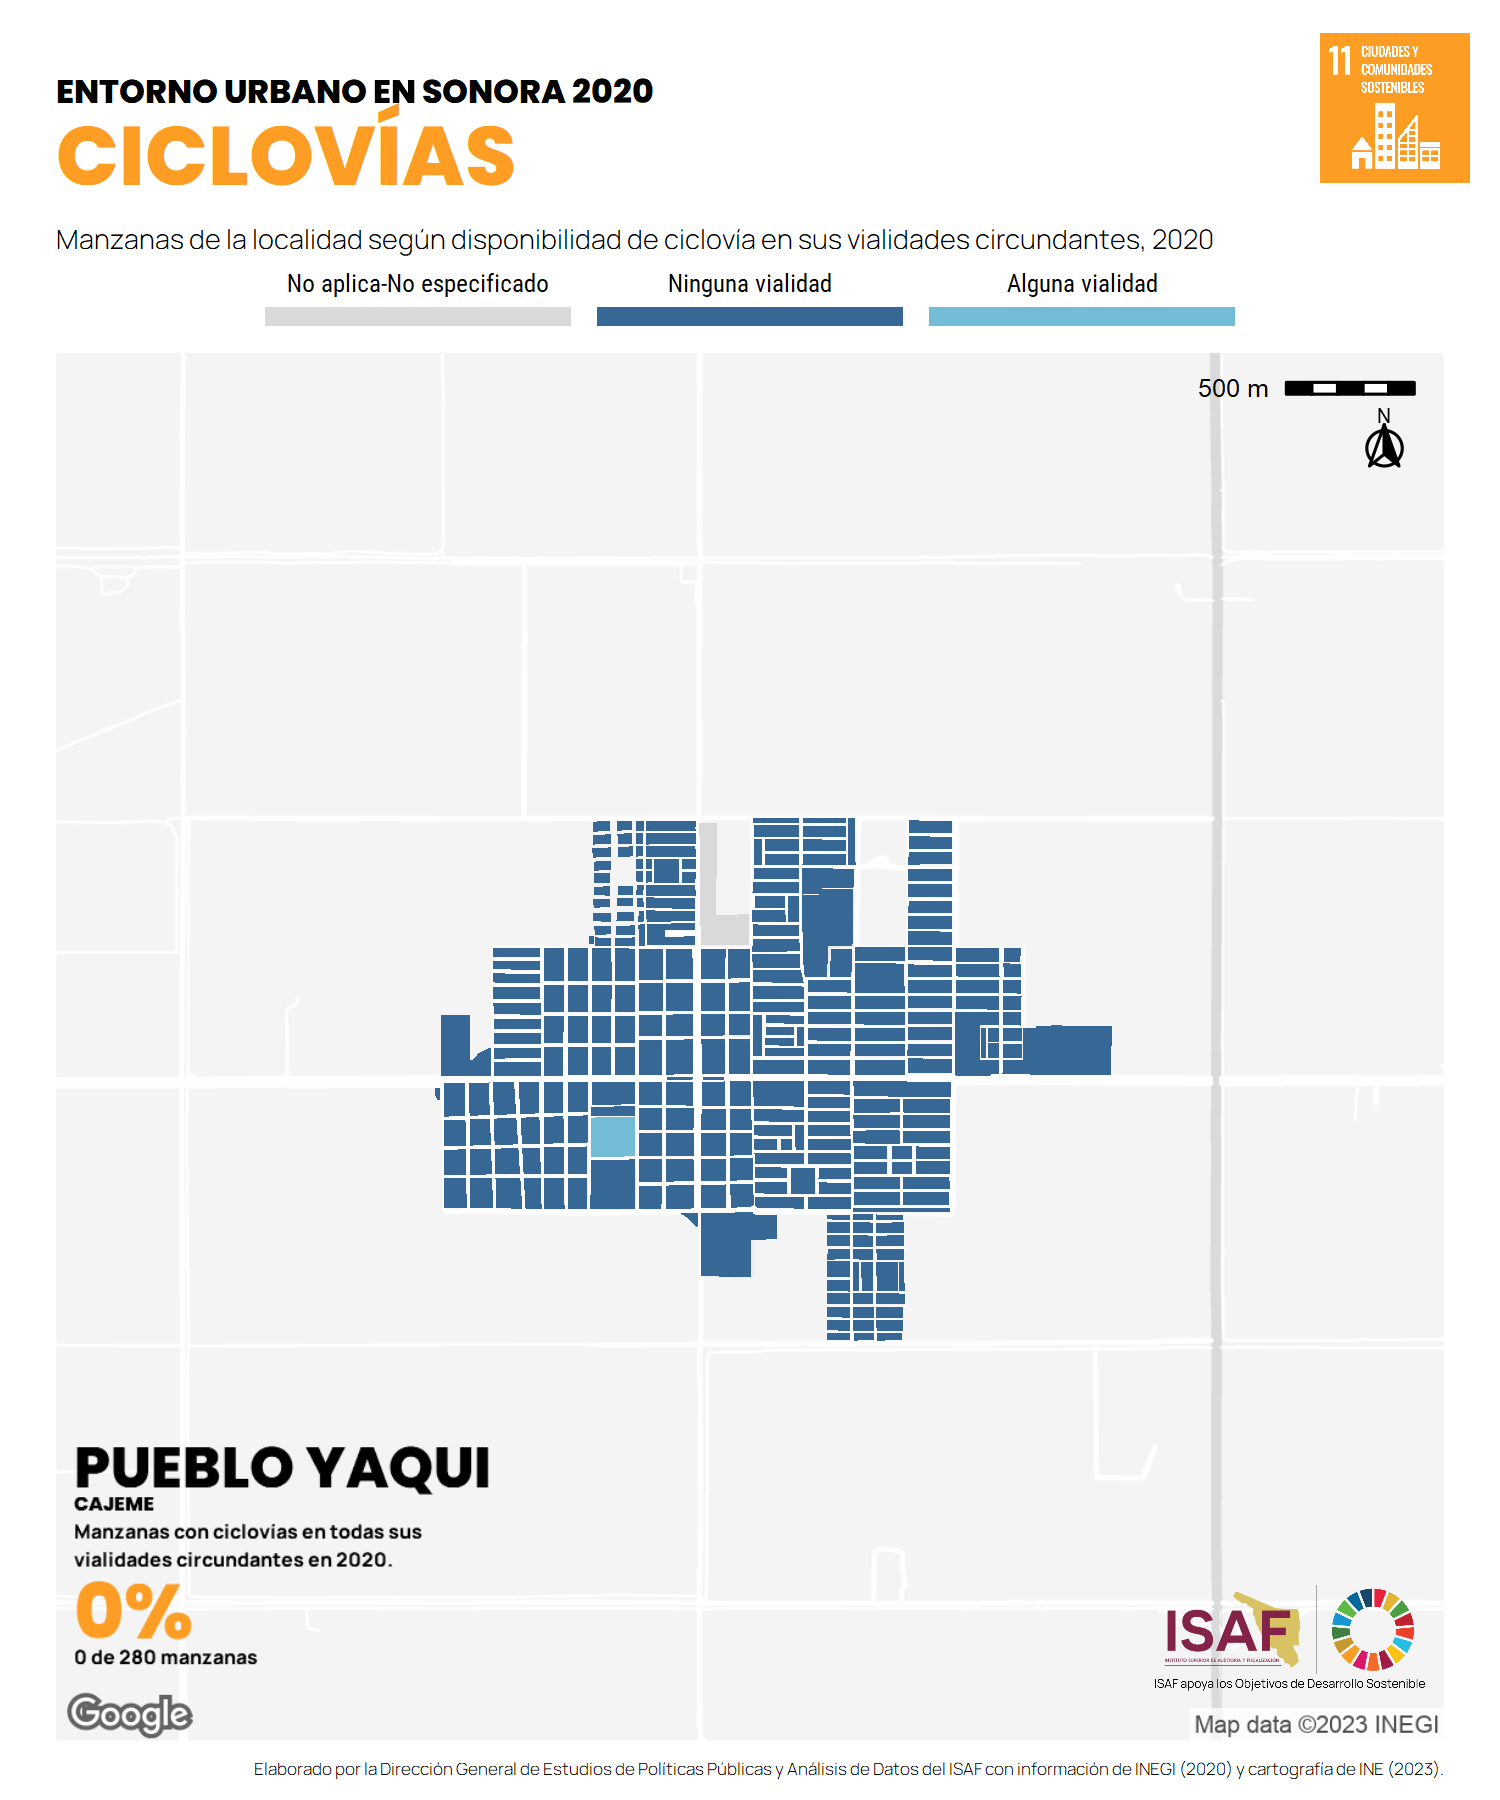 ENTORNO URBANO EN SONORA 2020
CICLOVÍAS
11 CIUDADES Y
COMUNIDADES
SOSTENIBLES
Manzanas de la localidad según disponibilidad de ciclovía en sus vialidades circundantes, 2020
No aplica-No especificado
Ninguna vialidad
Alguna vialidad
500 m
N
PUEBLO YAQUI
CAJEME
Manzanas con ciclovias en todas sus
vialidades circundantes en 2020.
0%
0 de 280 manzanas
Google
ISAF
INSTITUTO SUPERIOR DE AUDITORÍA Y FISCALIZACIÓN
ISAF apoya los Objetivos de Desarrollo Sostenible
Map data ©2023 INEGI
Elaborado por la Dirección General de Estudios de Políticas Públicas y Análisis de Datos del ISAF con información de INEGI (2020) y cartografía de INE (2023).